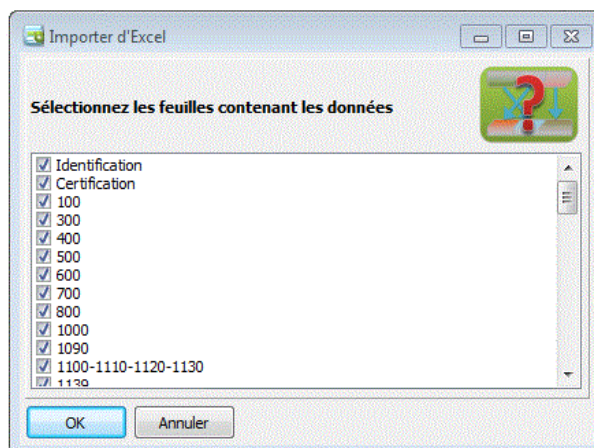 Importer d'Excel
Sélectionnez les feuilles contenant les données
Identification
Certification
100
300
400
500
600
700
800
1000
1090
1100-1110-1120-1130
1139
OK
Annuler